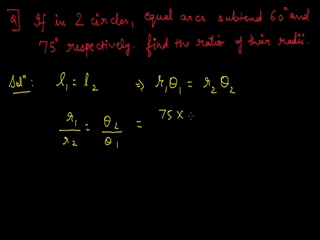 Q] If in 2 circles, equal arcs subtend 60° and
75° respectively. find the ratio of their radii.
Solⁿ: l₁ = l₂ ⇒ r₁θ₁ = r₂θ₂
r₁/r₂ = θ₂/θ₁ = 75 ×